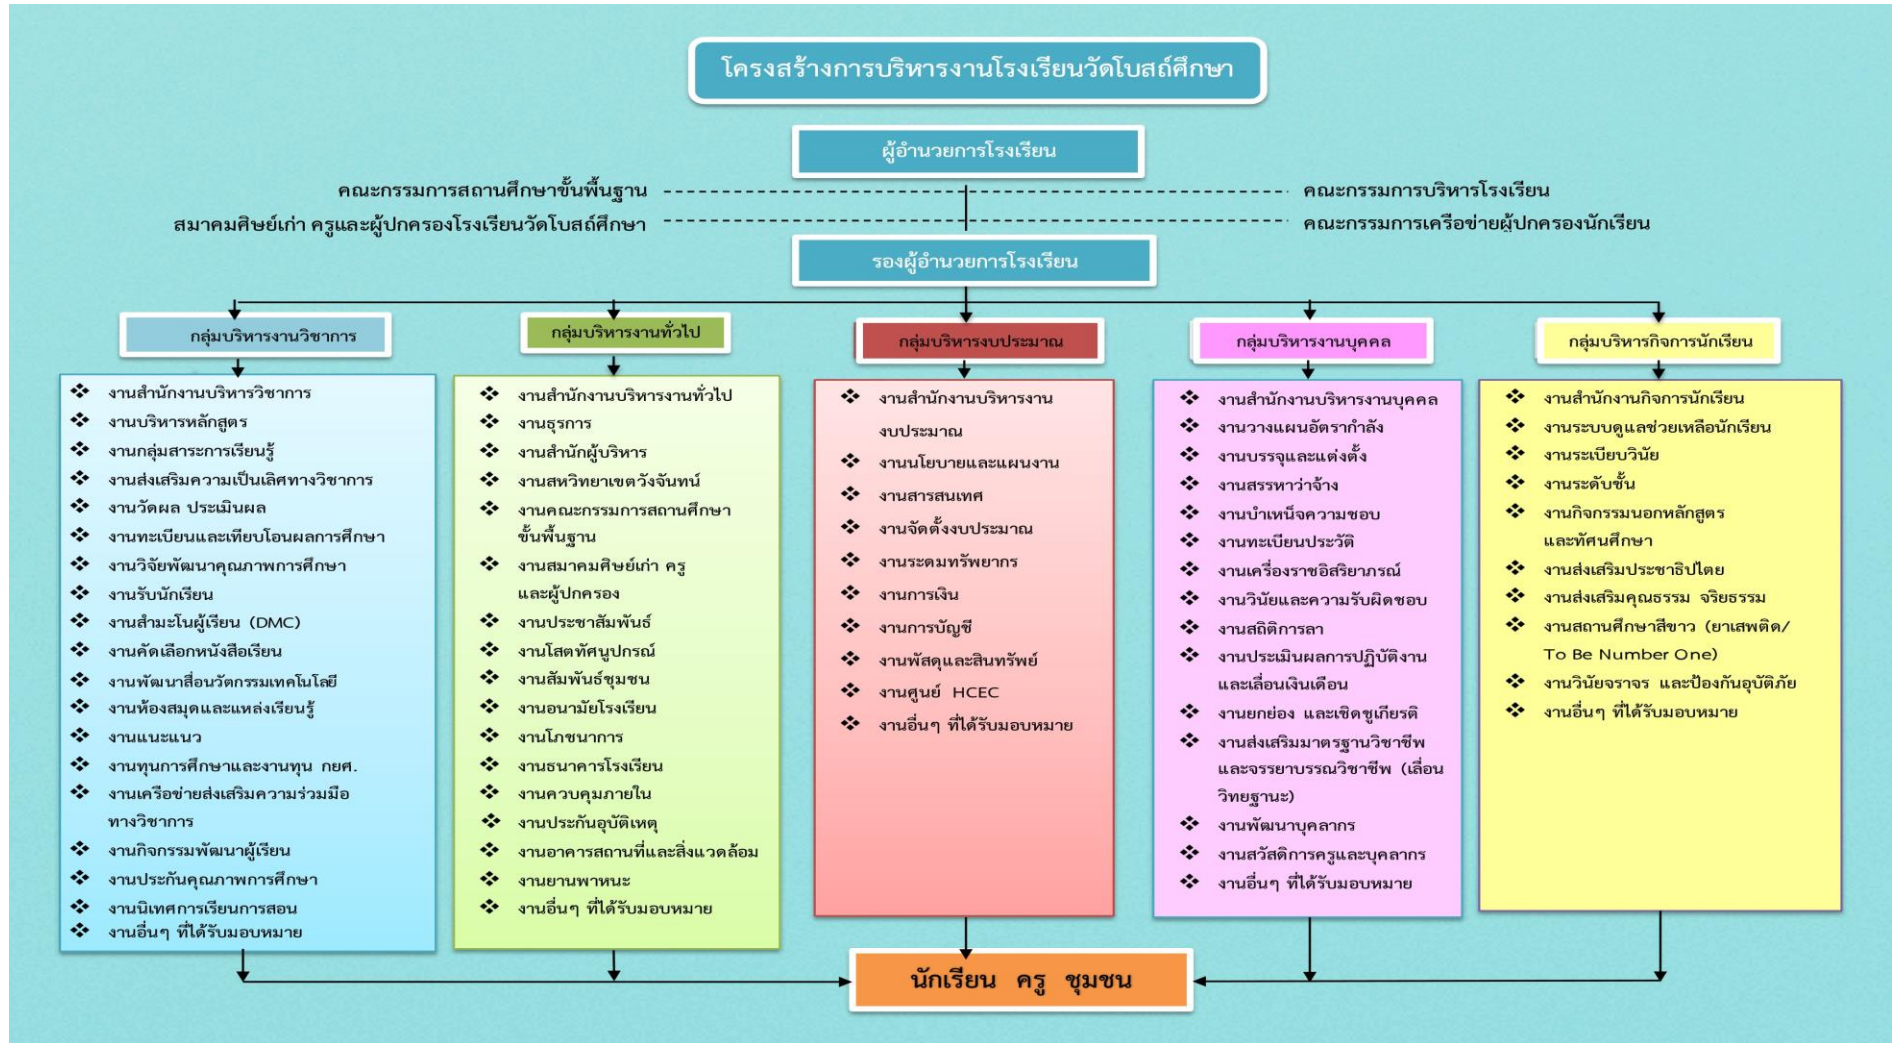 โครงสร้างการบริหารงานโรงเรียนวัดโบสถ์ศึกษา
ผู้อำนวยการโรงเรียน
คณะกรรมการสถานศึกษาขั้นพื้นฐาน
คณะกรรมการบริหารโรงเรียน
สมาคมศิษย์เก่า ครูและผู้ปกครองโรงเรียนวัดโบสถ์ศึกษา
คณะกรรมการเครือข่ายผู้ปกครองนักเรียน
รองผู้อำนวยการโรงเรียน
กลุ่มบริหารงานวิชาการ
❖ งานสำนักงานบริหารวิชาการ
❖ งานบริหารหลักสูตร
❖ งานกลุ่มสาระการเรียนรู้
❖ งานส่งเสริมความเป็นเลิศทางวิชาการ
❖ งานวัดผล ประเมินผล
❖ งานทะเบียนและเทียบโอนผลการศึกษา
❖ งานวิจัยพัฒนาคุณภาพการศึกษา
❖ งานรับนักเรียน
❖ งานสำมะโนผู้เรียน (DMC)
❖ งานคัดเลือกหนังสือเรียน
❖ งานพัฒนาสื่อนวัตกรรมเทคโนโลยี
❖ งานห้องสมุดและแหล่งเรียนรู้
❖ งานแนะแนว
❖ งานทุนการศึกษาและงานทุน กยศ.
❖ งานเครือข่ายส่งเสริมความร่วมมือ
ทางวิชาการ
❖ งานกิจกรรมพัฒนาผู้เรียน
❖ งานประกันคุณภาพการศึกษา
❖ งานนิเทศการเรียนการสอน
❖ งานอื่นๆ ที่ได้รับมอบหมาย
กลุ่มบริหารงานทั่วไป
❖ งานสำนักงานบริหารงานทั่วไป
❖ งานธุรการ
❖ งานสำนักผู้บริหาร
❖ งานสหวิทยาเขตวังจันทน์
❖ งานคณะกรรมการสถานศึกษา
ขั้นพื้นฐาน
❖ งานสมาคมศิษย์เก่า ครู
และผู้ปกครอง
❖ งานประชาสัมพันธ์
❖ งานโสตทัศนูปกรณ์
❖ งานสัมพันธ์ชุมชน
❖ งานอนามัยโรงเรียน
❖ งานโภชนาการ
❖ งานธนาคารโรงเรียน
❖ งานควบคุมภายใน
❖ งานประกันอุบัติเหตุ
❖ งานอาคารสถานที่และสิ่งแวดล้อม
❖ งานยานพาหนะ
❖ งานอื่นๆ ที่ได้รับมอบหมาย
กลุ่มบริหารงบประมาณ
❖ งานสำนักงานบริหารงาน
งบประมาณ
❖ งานนโยบายและแผนงาน
❖ งานสารสนเทศ
❖ งานจัดตั้งงบประมาณ
❖ งานระดมทรัพยากร
❖ งานการเงิน
❖ งานการบัญชี
❖ งานพัสดุและสินทรัพย์
❖ งานศูนย์ HCEC
❖ งานอื่นๆ ที่ได้รับมอบหมาย
กลุ่มบริหารงานบุคคล
❖ งานสำนักงานบริหารงานบุคคล
❖ งานวางแผนอัตรากำลัง
❖ งานบรรจุและแต่งตั้ง
❖ งานสรรหาว่าจ้าง
❖ งานบำเหน็จความชอบ
❖ งานทะเบียนประวัติ
❖ งานเครื่องราชอิสริยาภรณ์
❖ งานวินัยและความรับผิดชอบ
❖ งานสถิติการลา
❖ งานประเมินผลการปฏิบัติงาน
และเลื่อนเงินเดือน
❖ งานยกย่อง และเชิดชูเกียรติ
❖ งานส่งเสริมมาตรฐานวิชาชีพ
และจรรยาบรรณวิชาชีพ (เลื่อน
วิทยฐานะ)
❖ งานพัฒนาบุคลากร
❖ งานสวัสดิการครูและบุคลากร
❖ งานอื่นๆ ที่ได้รับมอบหมาย
กลุ่มบริหารกิจการนักเรียน
❖ งานสำนักงานกิจการนักเรียน
❖ งานระบบดูแลช่วยเหลือนักเรียน
❖ งานระเบียบวินัย
❖ งานระดับชั้น
❖ งานกิจกรรมนอกหลักสูตร
และทัศนศึกษา
❖ งานส่งเสริมประชาธิปไตย
❖ งานส่งเสริมคุณธรรม จริยธรรม
❖ งานสถานศึกษาสีขาว (ยาเสพติด/
To Be Number One)
❖ งานวินัยจราจร และป้องกันอุบัติภัย
❖ งานอื่นๆ ที่ได้รับมอบหมาย
นักเรียน ครู ชุมชน